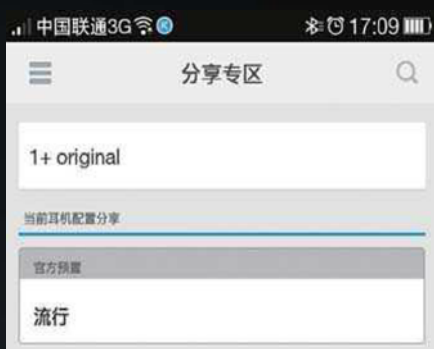 中国联通3G 17:09
分享专区
1+ original
当前耳机配置分享
官方预置
流行